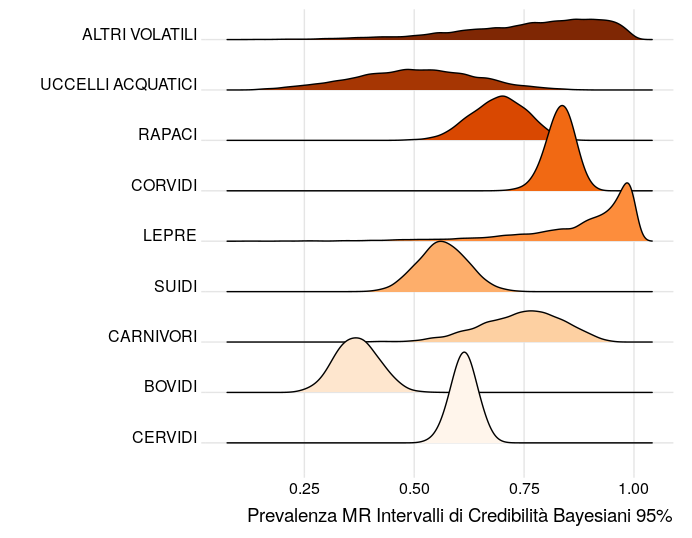 ALTRI VOLATILI
UCCELLI ACQUATICI
RAPACI
CORVIDI
LEPRE
SUIDI
CARNIVORI
BOVIDI
CERVIDI
0.25 0.50 0.75 1.00
Prevalenza MR Intervalli di Credibilità Bayesiani 95%